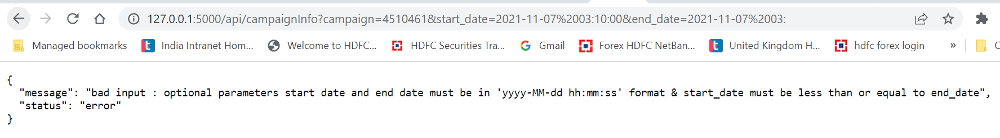 127.0.0.1:5000/api/campaignInfo?campaign=4510461&start_date=2021-11-07%2003:10:00&end_date=2021-11-07%2003:
Managed bookmarks India Intranet Hom... Welcome to HDFC... HDFC Securities Tra... Gmail Forex HDFC NetBan... United Kingdom H... hdfc forex login »
{
"message": "bad input : optional parameters start date and end date must be in 'yyyy-MM-dd hh:mm:ss' format & start_date must be less than or equal to end_date",
"status": "error"
}